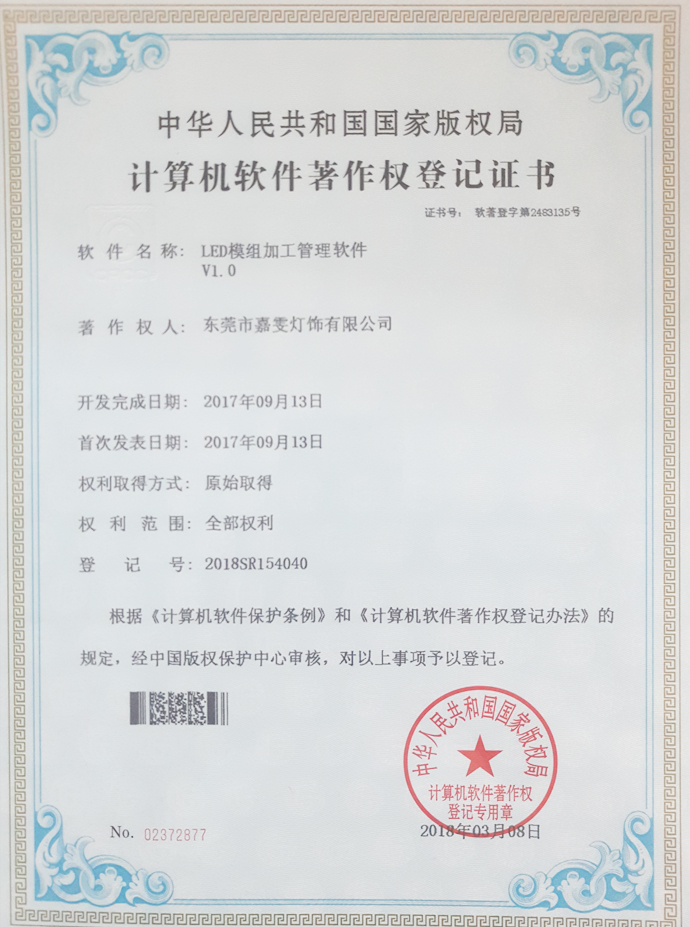 中华人民共和国国家版权局
计算机软件著作权登记证书
证书号： 软著登字第2483135号
软件名称： LED模组加工管理软件
V1.0
著作权人： 东莞市嘉雯灯饰有限公司
开发完成日期： 2017年09月13日
首次发表日期： 2017年09月13日
权利取得方式： 原始取得
权利范围： 全部权利
登记号： 2018SR154040
根据《计算机软件保护条例》和《计算机软件著作权登记办法》的
规定，经中国版权保护中心审核，对以上事项予以登记。
中华人民共和国国家版权局
计算机软件著作权
登记专用章
No. 02372877
2018年03月08日